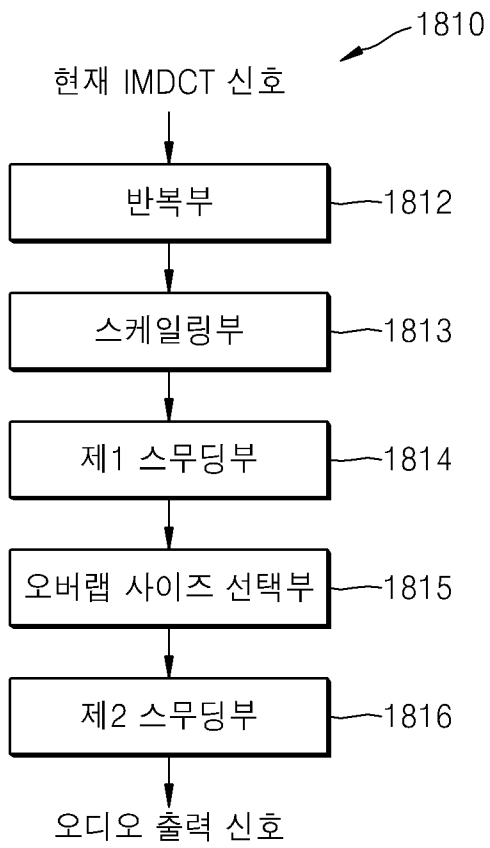 1810
현재 IMDCT 신호
반복부 1812
스케일링부 1813
제1 스무딩부 1814
오버랩 사이즈 선택부 1815
제2 스무딩부 1816
오디오 출력 신호